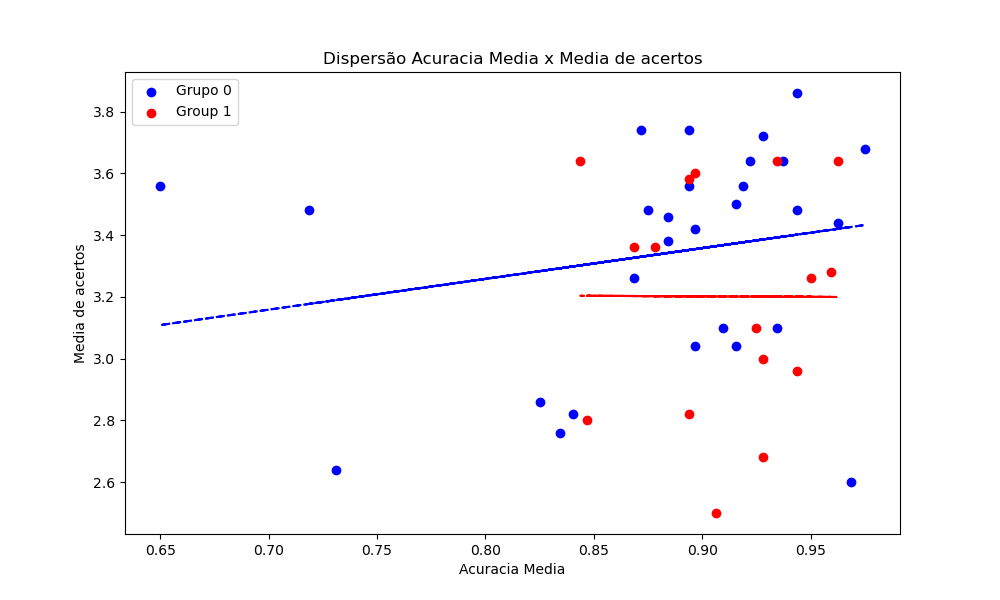 Dispersão Acuracia Media x Media de acertos
Grupo 0
Group 1
Media de acertos
3.8
3.6
3.4
3.2
3.0
2.8
2.6
0.65 0.70 0.75 0.80 0.85 0.90 0.95
Acuracia Media